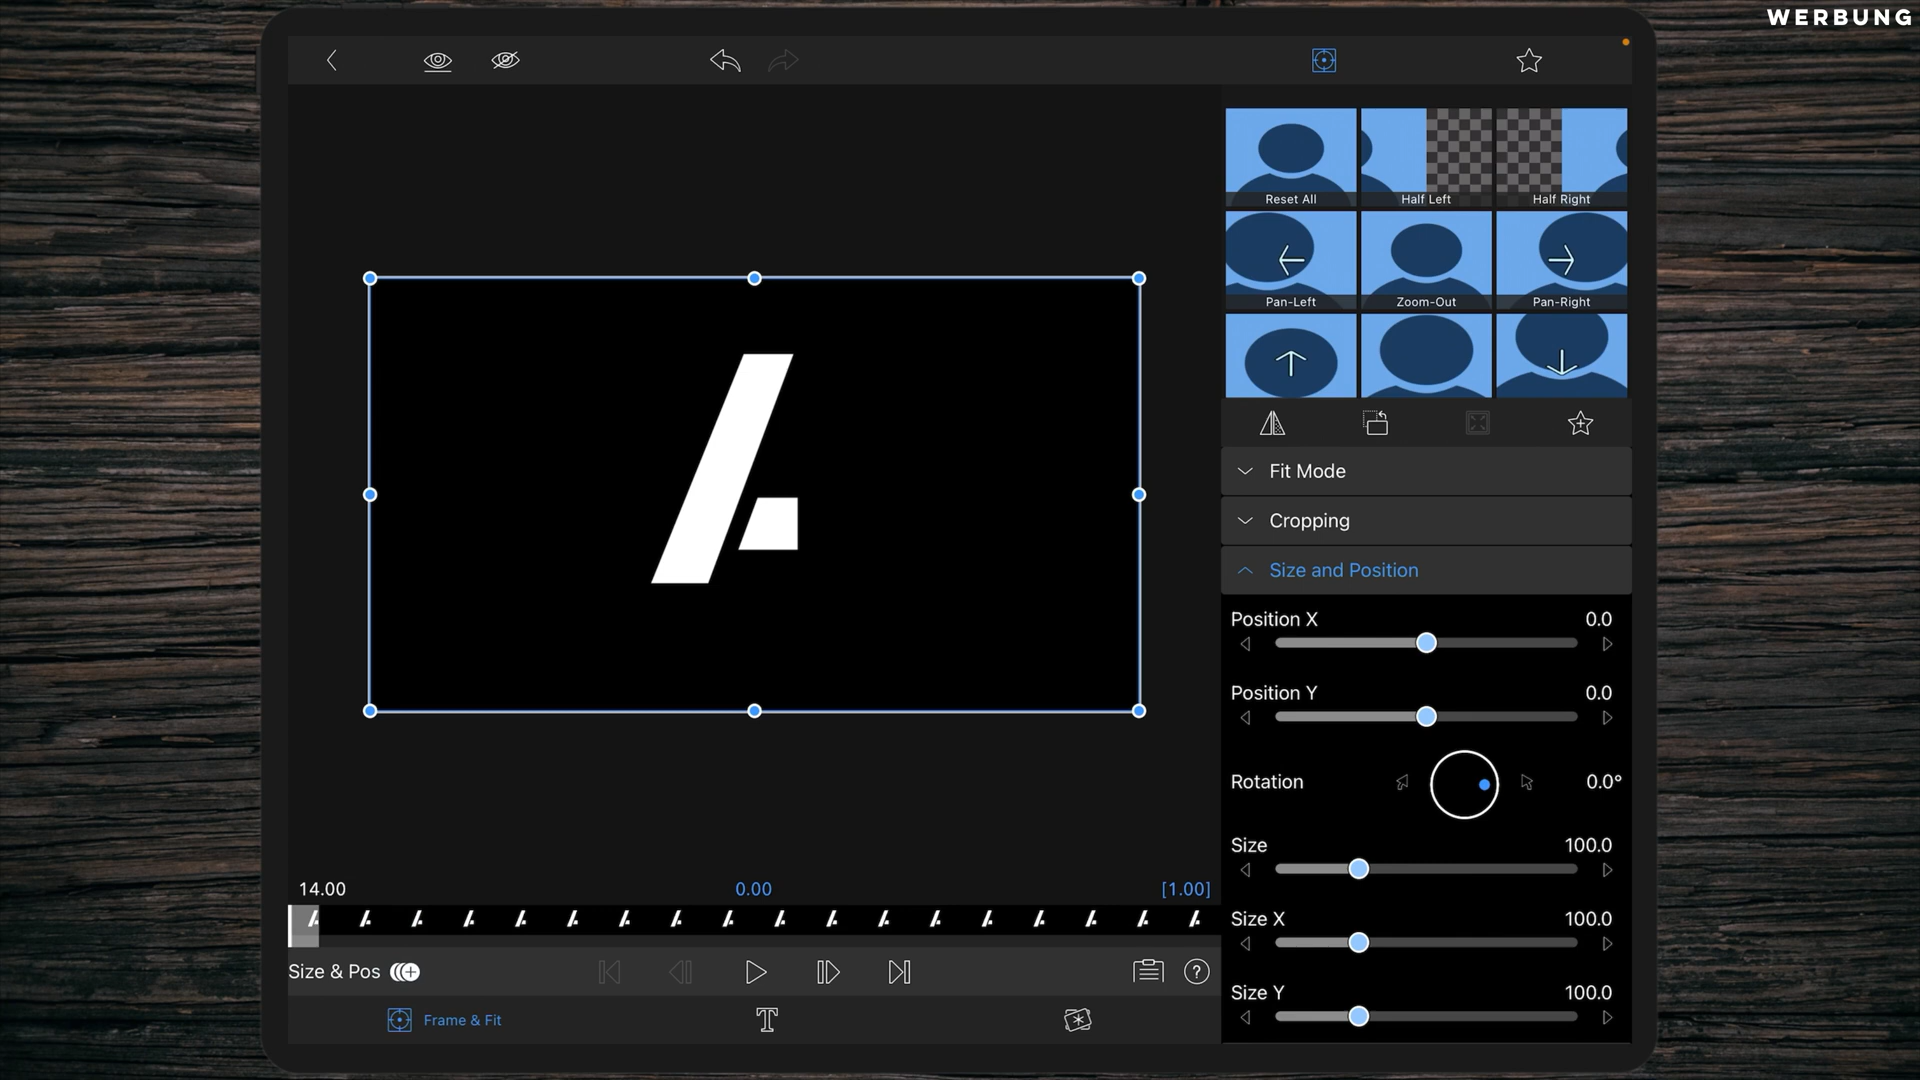 WERBUNG
Reset All
Half Left
Half Right
Pan-Left
Zoom-Out
Pan-Right
Fit Mode
Cropping
Size and Position
Position X 0.0
Position Y 0.0
Rotation 0.0°
Size 100.0
Size X 100.0
Size Y 100.0
14.00 0.00 [1.00]
Size & Pos
Frame & Fit